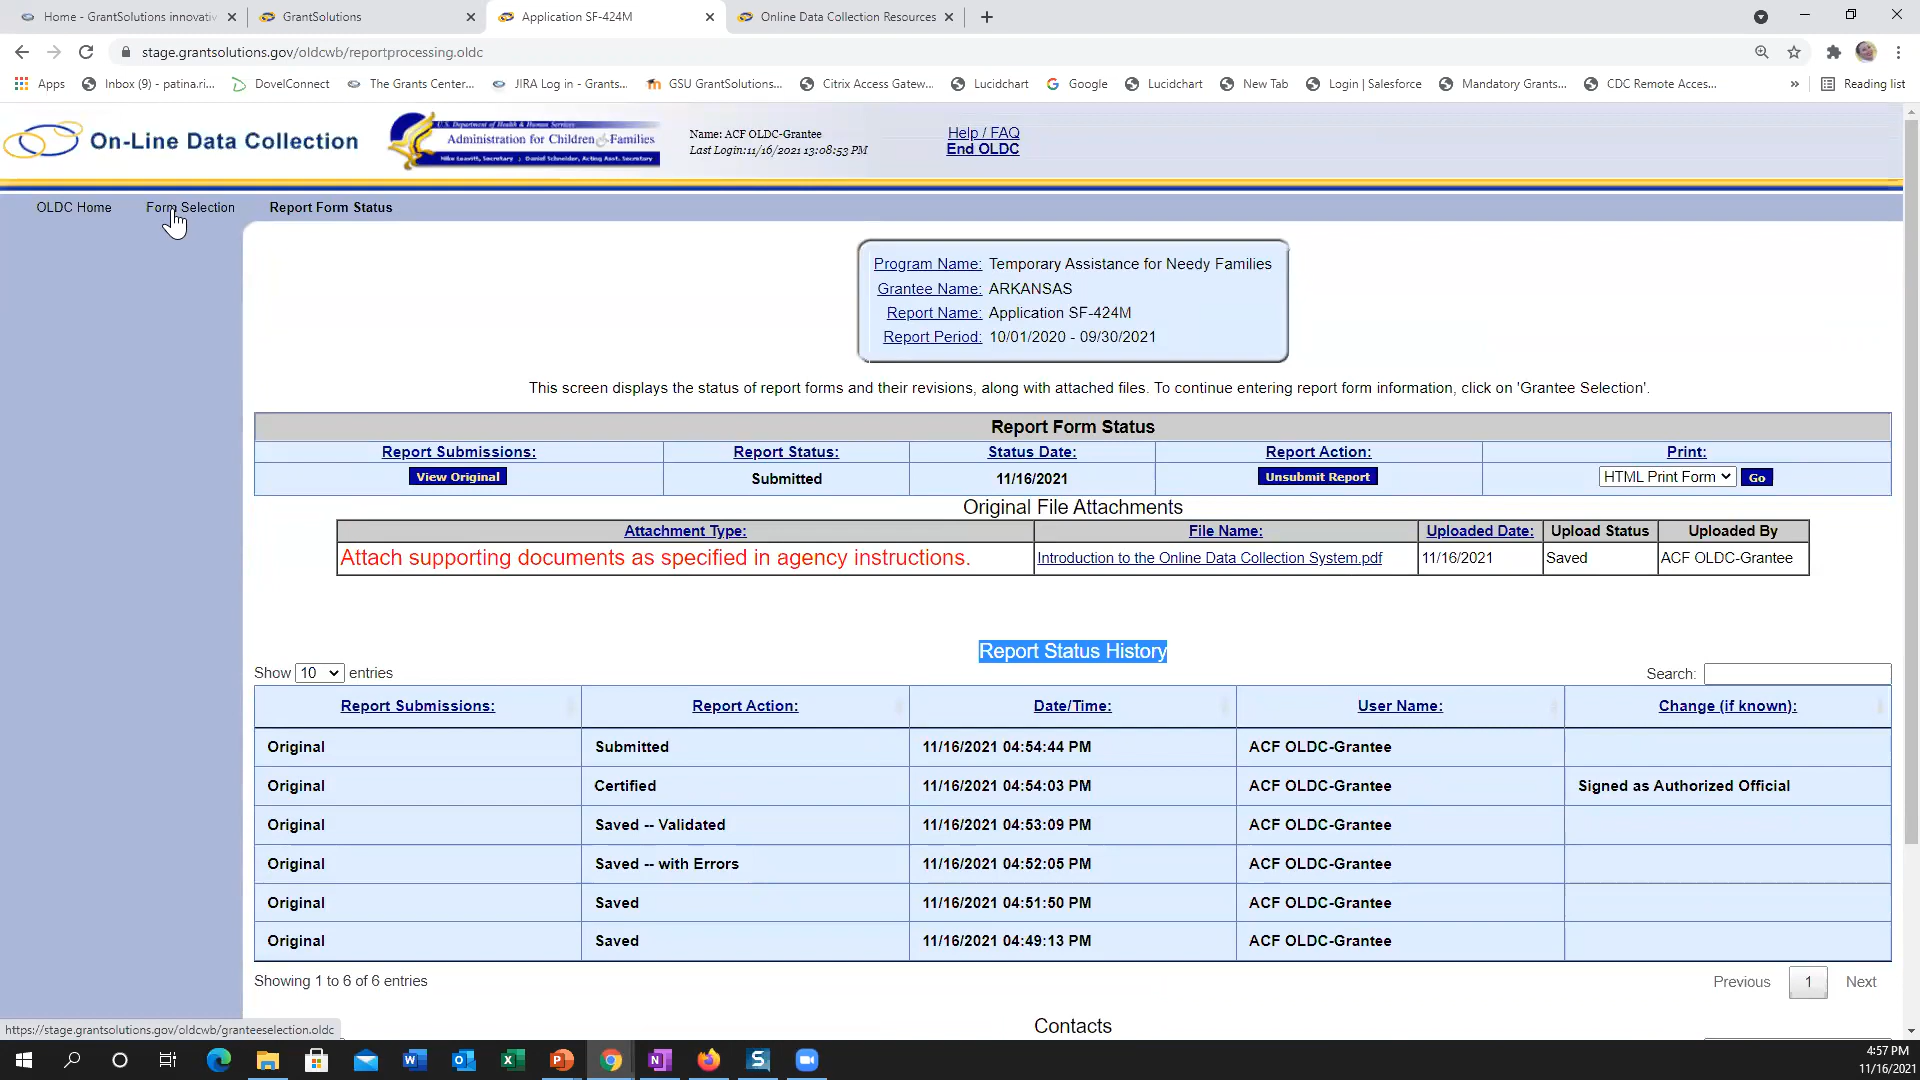 Home - GrantSolutions innovativ
GrantSolutions
Application SF-424M
Online Data Collection Resources
stage.grantsolutions.gov/oldcwb/reportprocessing.oldc
Apps
Inbox (9) - patina.ri...
DovelConnect
The Grants Center...
JIRA Log in - Grants...
GSU GrantSolutions...
Citrix Access Gatew...
Lucidchart
Google
Lucidchart
New Tab
Login | Salesforce
Mandatory Grants...
CDC Remote Acces...
»
Reading list
On-Line Data Collection
U.S. Department of Health & Human Services
Administration for Children & Families
Mike Leavitt, Secretary ; Daniel Schneider, Acting Asst. Secretary
Name: ACF OLDC-Grantee
Last Login:11/16/2021 13:08:53 PM
Help / FAQ
End OLDC
OLDC Home
Form Selection
Report Form Status
Program Name: Temporary Assistance for Needy Families
Grantee Name: ARKANSAS
Report Name: Application SF-424M
Report Period: 10/01/2020 - 09/30/2021
This screen displays the status of report forms and their revisions, along with attached files. To continue entering report form information, click on 'Grantee Selection'.
Report Form Status
Report Submissions: Report Status: Status Date: Report Action: Print:
View Original Submitted 11/16/2021 Unsubmit Report HTML Print Form Go
Original File Attachments
Attachment Type: File Name: Uploaded Date: Upload Status Uploaded By
Attach supporting documents as specified in agency instructions. Introduction to the Online Data Collection System.pdf 11/16/2021 Saved ACF OLDC-Grantee
Report Status History
Show 10 entries
Search:
Report Submissions: Report Action: Date/Time: User Name: Change (if known):
Original Submitted 11/16/2021 04:54:44 PM ACF OLDC-Grantee
Original Certified 11/16/2021 04:54:03 PM ACF OLDC-Grantee Signed as Authorized Official
Original Saved -- Validated 11/16/2021 04:53:09 PM ACF OLDC-Grantee
Original Saved -- with Errors 11/16/2021 04:52:05 PM ACF OLDC-Grantee
Original Saved 11/16/2021 04:51:50 PM ACF OLDC-Grantee
Original Saved 11/16/2021 04:49:13 PM ACF OLDC-Grantee
Showing 1 to 6 of 6 entries
Previous 1 Next
Contacts
https://stage.grantsolutions.gov/oldcwb/granteeselection.oldc
4:57 PM
11/16/2021